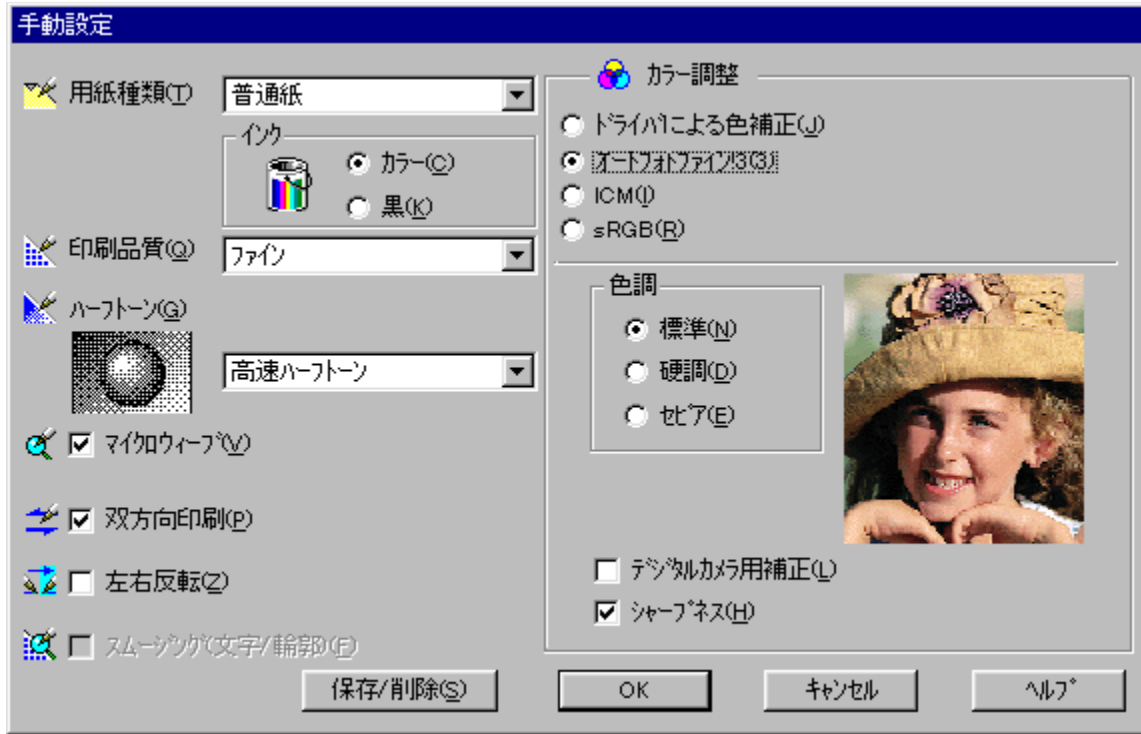 手動設定
用紙種類(T)
普通紙
インク
カラー(C)
黒(K)
印刷品質(Q)
ファイン
ハーフトーン(G)
高速ハーフトーン
マイクロウィーブ(V)
双方向印刷(P)
左右反転(Z)
スムージング(文字/輪郭)(F)
カラー調整
ドライバによる色補正(J)
オートフォトファイン!3(3)
ICM(I)
sRGB(R)
色調
標準(N)
硬調(D)
セピア(E)
デジタルカメラ用補正(L)
シャープネス(H)
保存/削除(S)
OK
キャンセル
ヘルプ